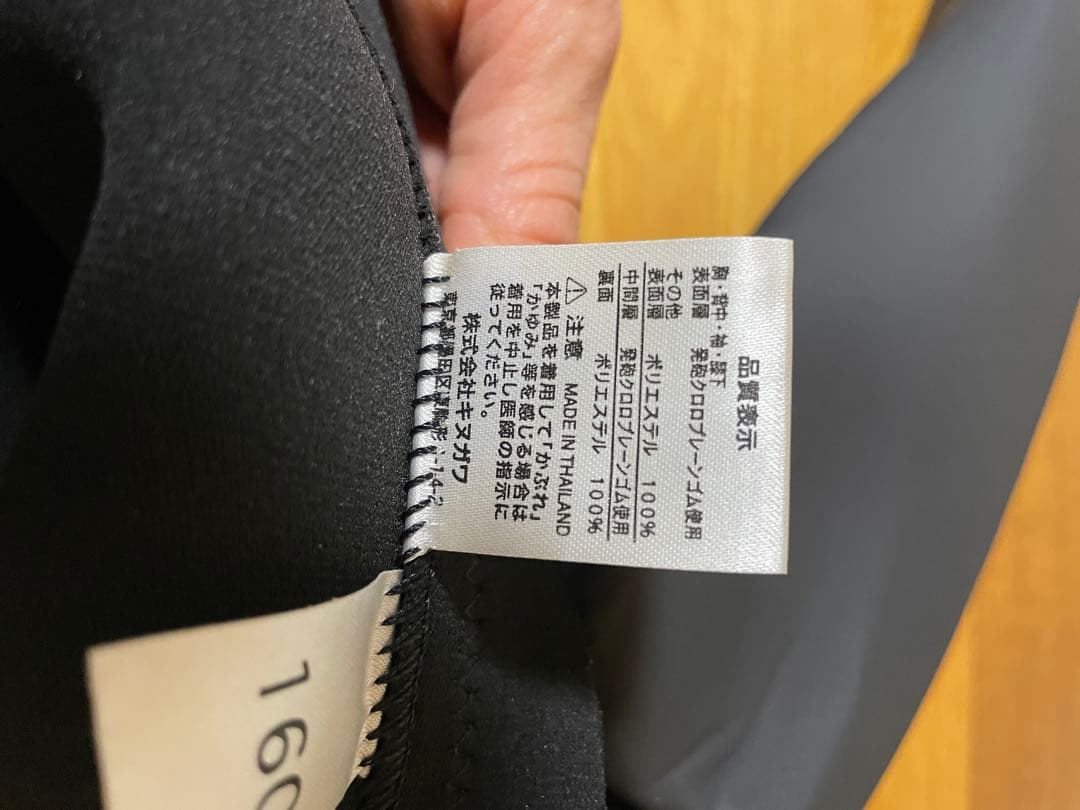 品質表示
胸・背中・袖・膝下
表面層 発砲クロロプレーンゴム使用
その他
表面層 ポリエステル 100%
中間層 発砲クロロプレーンゴム使用
裏面 ポリエステル 100%
注意 MADE IN THAILAND
本製品を着用して「かぶれ」
「かゆみ」等を感じる場合は
着用を中止し医師の指示に
従ってください。
株式会社キヌガワ
160